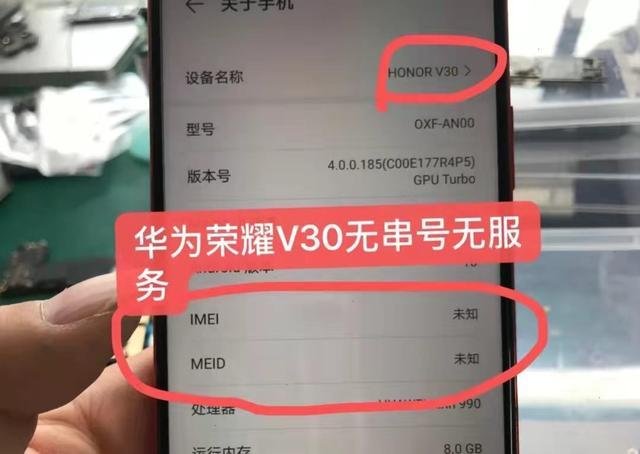 关于手机
设备名称 HONOR V30
型号 OXF-AN00
版本号 4.0.0.185(C00E177R4P5)
GPU Turbo
华为荣耀V30无串号无服
务
IMEI 未知
MEID 未知
处理器 990
运行内存 8.0 GB